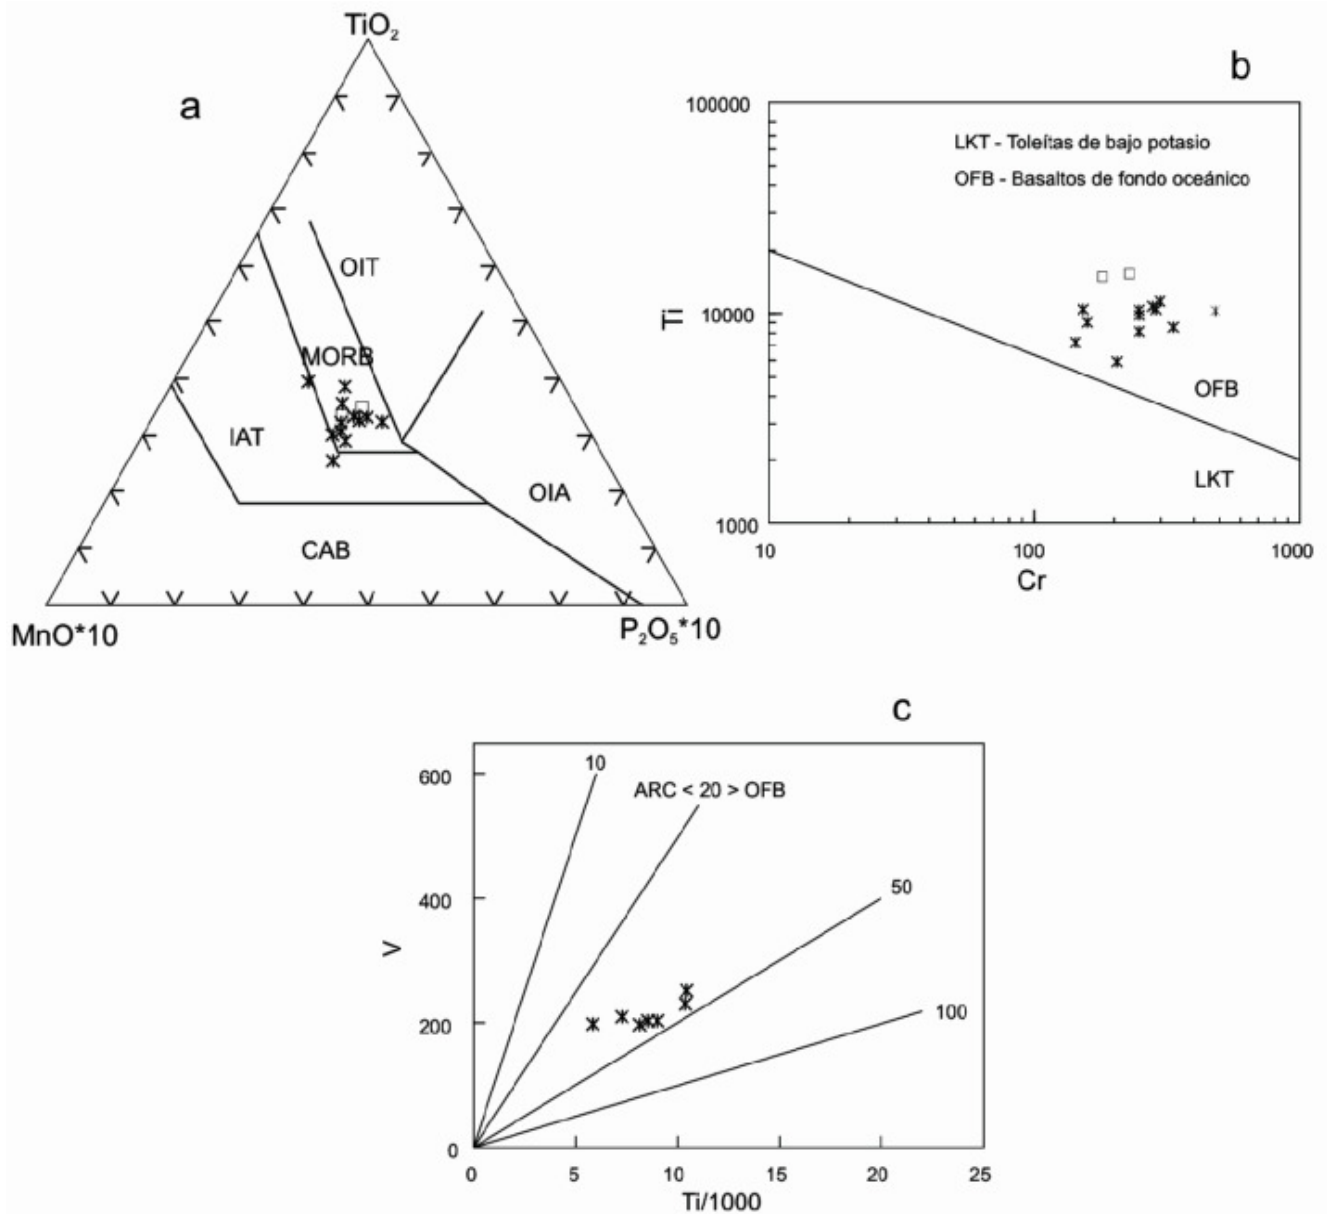 TiO₂
a
OIT
MORB
IAT
OIA
CAB
MnO*10
P₂O₅*10
b
100000
LKT - Toleítas de bajo potasio
OFB - Basaltos de fondo oceánico
Ti
10000
OFB
LKT
1000
10
100
1000
Cr
c
600
10
ARC < 20 > OFB
400
50
V
200
100
0
0
5
10
15
20
25
Ti/1000